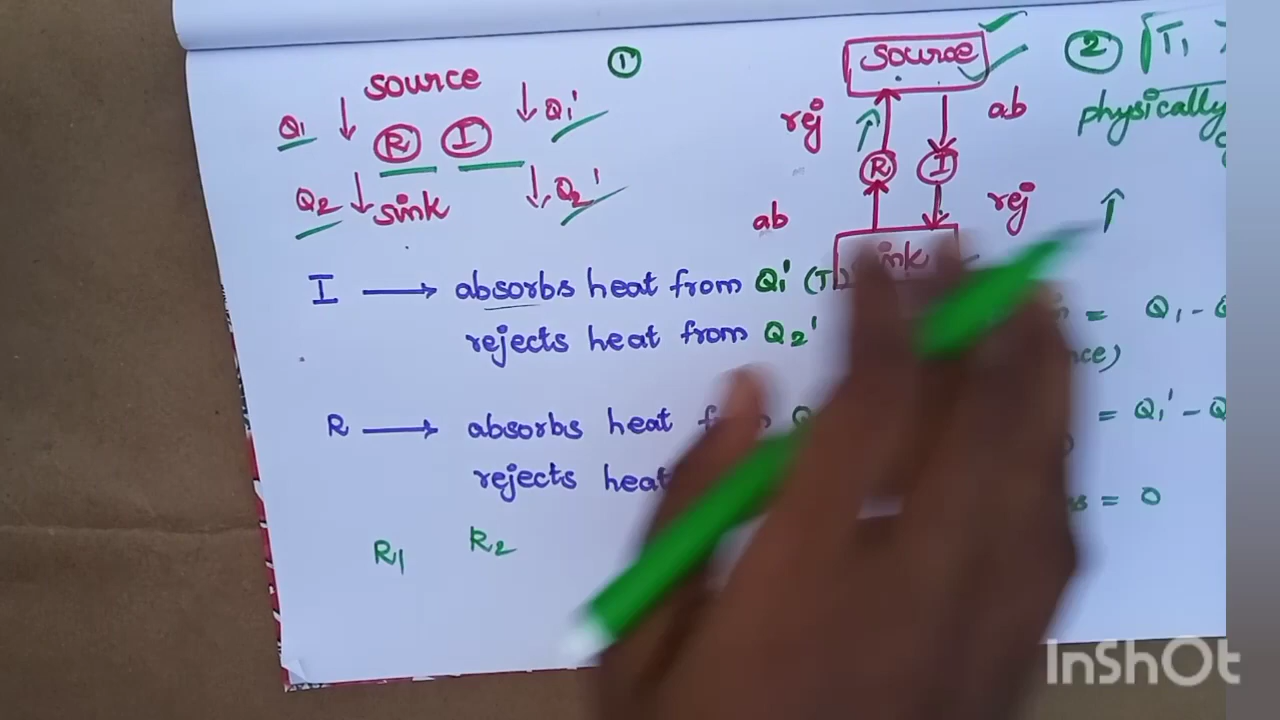 ①
source
Q₁
Q₁'
R I
Q₂
sink
Q₂'
source
rej
ab
R I
ab
rej
② T₁
physically
I → absorbs heat from Q₁'
rejects heat from Q₂'
R → absorbs heat
rejects heat
= Q₁ -
= Q₁' -
= 0
R₁ R₂
InShOt